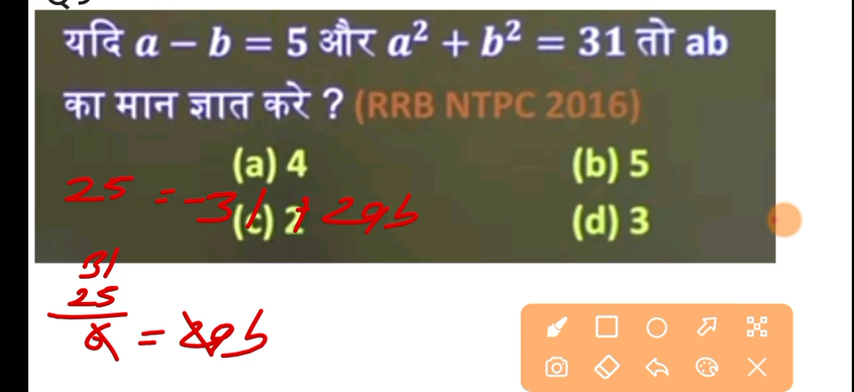 यदि a − b = 5 और a² + b² = 31 तो ab
का मान ज्ञात करे ? (RRB NTPC 2016)
(a) 4 (b) 5
(c) 2 (d) 3
25 = -31 + 2ab
31
25
6 = 2ab